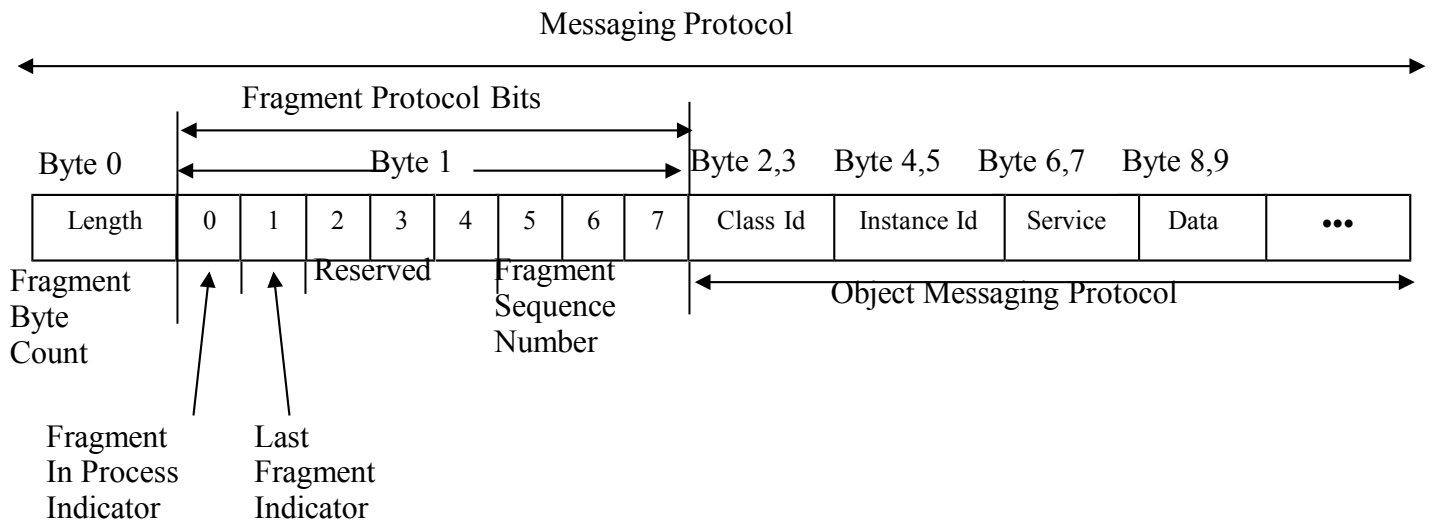 Messaging Protocol
Fragment Protocol Bits
Byte 0 Byte 1 Byte 2,3 Byte 4,5 Byte 6,7 Byte 8,9
Length 0 1 2 3 4 5 6 7 Class Id Instance Id Service Data •••
Fragment
Byte
Count
Reserved
Fragment
Sequence
Number
Object Messaging Protocol
Fragment
In Process
Indicator
Last
Fragment
Indicator